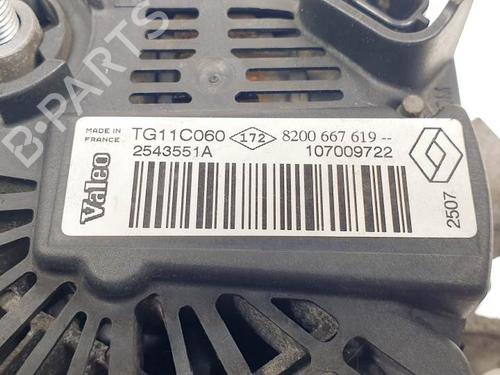 B-PARTS
MADE IN
FRANCE
TG11C060 172 8200 667 619 --
2543551A 107009722
Valeo
2507